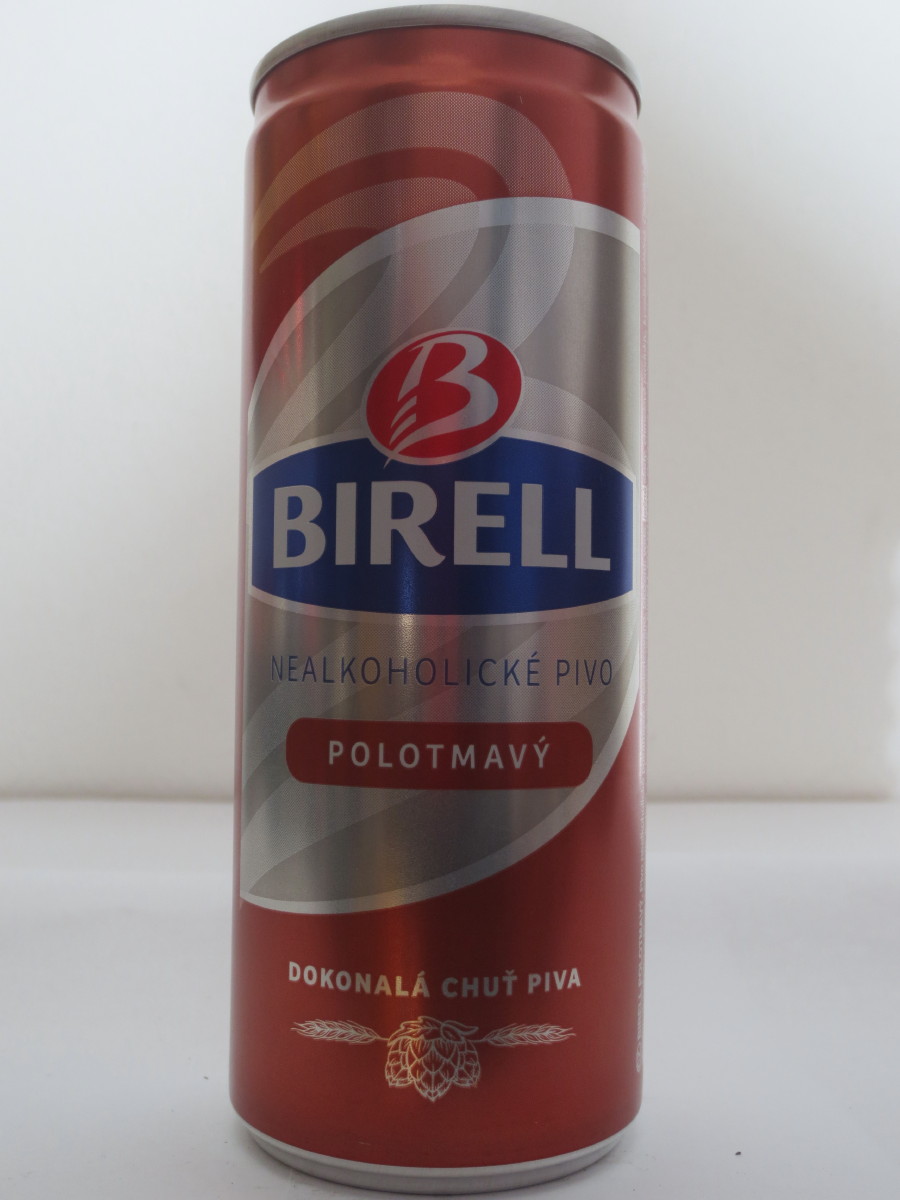 B
BIRELL
NEALKOHOLICKÉ PIVO
POLOTMAVÝ
DOKONALÁ CHUŤ PIVA